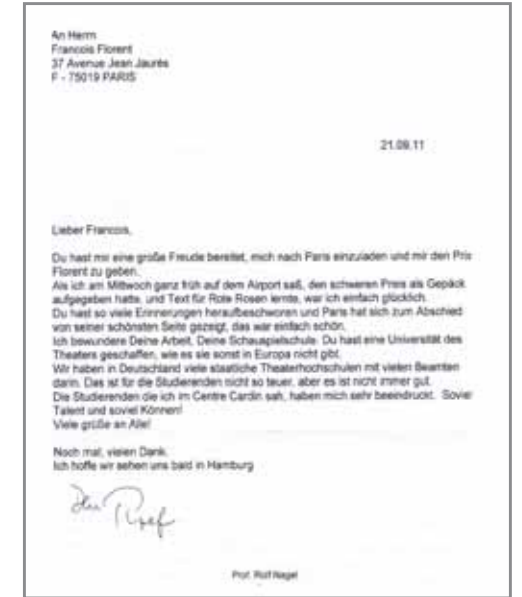 An Herrn
Francois Florent
37 Avenue Jean Jaurès
F - 75019 PARIS
21.09.11
Lieber Francois,
Du hast mir eine große Freude bereitet, mich nach Paris einzuladen und mir den Prix
Florent zu geben.
Als ich am Mittwoch ganz früh auf dem Airport saß, den schweren Preis als Gepäck
aufgegeben hatte, und Text für Rote Rosen lernte, war ich einfach glücklich.
Du hast so viele Erinnerungen heraufbeschworen und Paris hat sich zum Abschied
von seiner schönsten Seite gezeigt, das war einfach schön.
Ich bewundere Deine Arbeit, Deine Schauspielschule. Du hast eine Universität des
Theaters geschaffen, wie es sie sonst in Europa nicht gibt.
Wir haben in Deutschland viele staatliche Theaterhochschulen mit vielen Beamten
darin. Das ist für die Studierenden nicht so teuer, aber es ist nicht immer gut.
Die Studierenden die ich im Centre Cardin sah, haben mich sehr beeindruckt. Soviel
Talent und soviel Können!
Viele grüße an Alle!
Noch mal, vielen Dank.
Ich hoffe wir sehen uns bald in Hamburg
Prof. Rolf Nagel